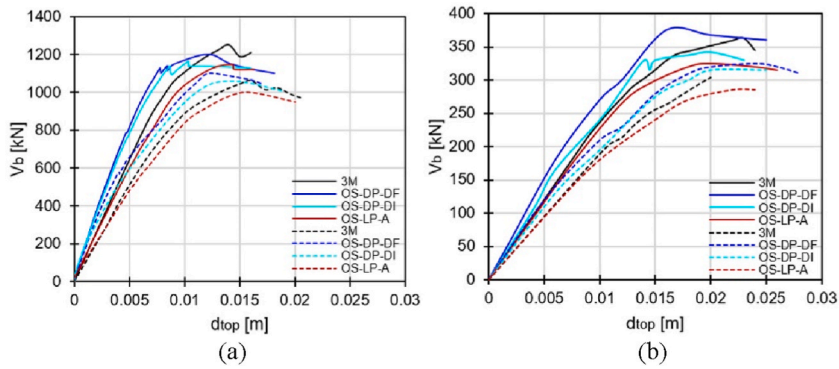 1400
1200
1000
800
600
400
200
0
Vb [kN]
3M
OS-DP-DF
OS-DP-DI
OS-LP-A
3M
OS-DP-DF
OS-DP-DI
OS-LP-A
0 0.005 0.01 0.015 0.02 0.025 0.03
dtop [m]
(a)
400
350
300
250
200
150
100
50
0
Vb [kN]
3M
OS-DP-DF
OS-DP-DI
OS-LP-A
3M
OS-DP-DF
OS-DP-DI
OS-LP-A
0 0.005 0.01 0.015 0.02 0.025 0.03
dtop [m]
(b)